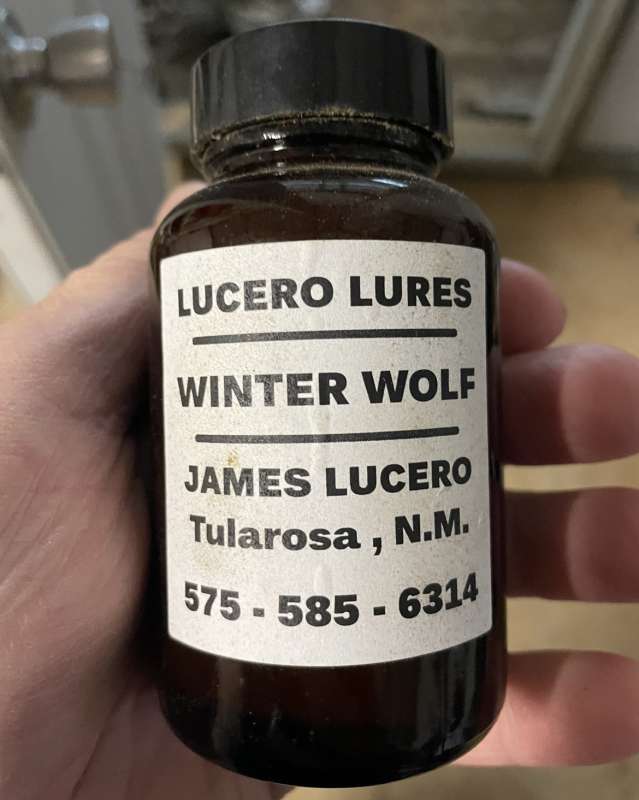 LUCERO LURES
WINTER WOLF
JAMES LUCERO
Tularosa , N.M.
575 - 585 - 6314